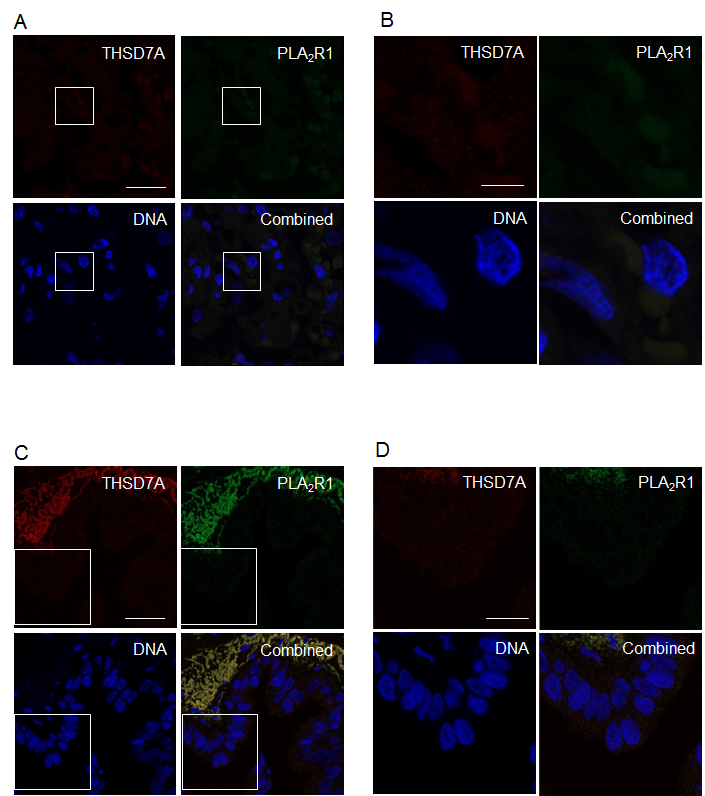 A
THSD7A
PLA₂R1
DNA
Combined
B
THSD7A
PLA₂R1
DNA
Combined
C
THSD7A
PLA₂R1
DNA
Combined
D
THSD7A
PLA₂R1
DNA
Combined